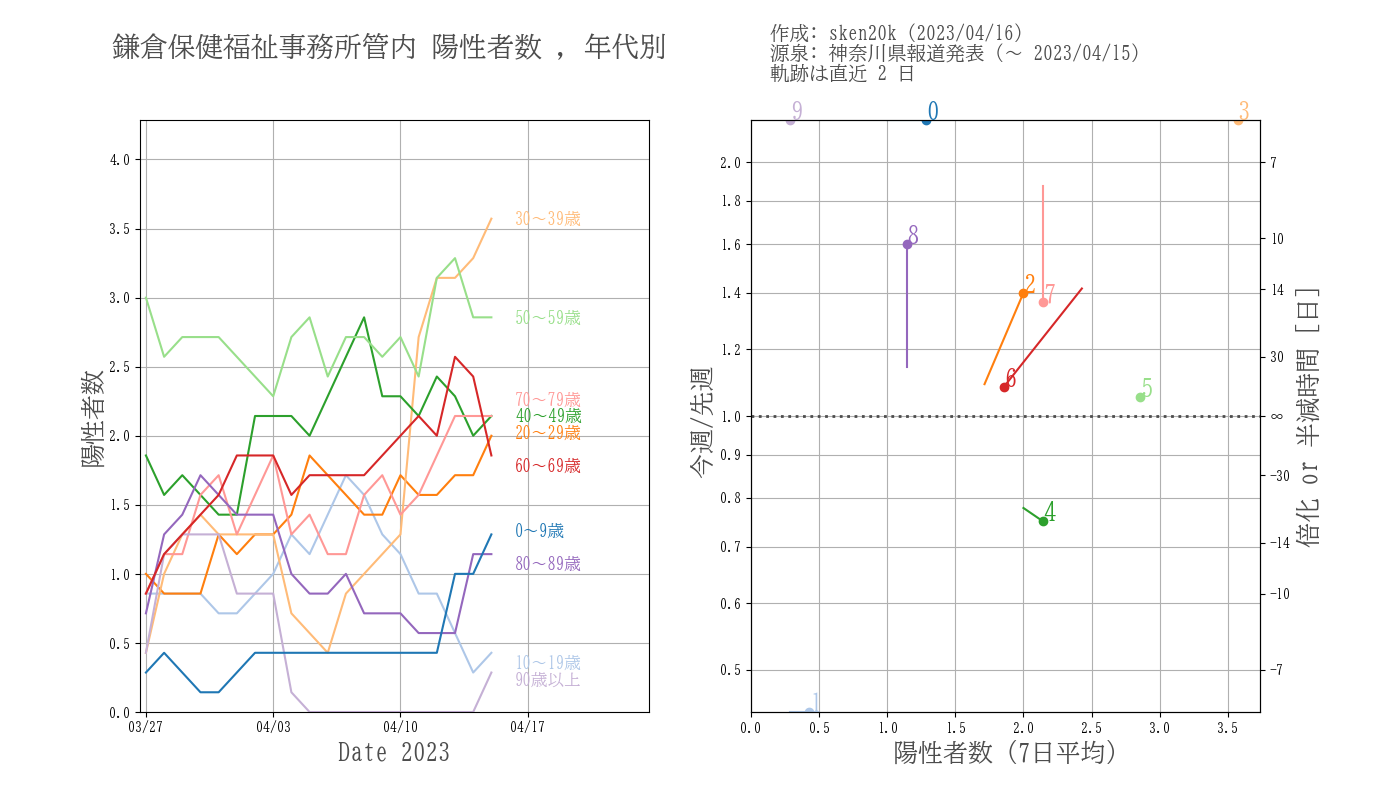 鎌倉保健福祉事務所管内 陽性者数 , 年代別
作成: sken20k (2023/04/16)
源泉: 神奈川県報道発表 (～ 2023/04/15)
軌跡は直近 2 日
陽性者数
4.0
3.5
3.0
2.5
2.0
1.5
1.0
0.5
0.0
30～39歳
50～59歳
70～79歳
40～49歳
20～29歳
60～69歳
0～9歳
80～89歳
10～19歳
90歳以上
03/27 04/03 04/10 04/17
Date 2023
今週/先週
2.0
1.8
1.6
1.4
1.2
1.0
0.9
0.8
0.7
0.6
0.5
9 0 3
8
2
7
6
5
4
1
7
10
14
30
∞
−30
−14
−10
−7
倍化 or 半減時間 [日]
0.0 0.5 1.0 1.5 2.0 2.5 3.0 3.5
陽性者数 (7日平均)